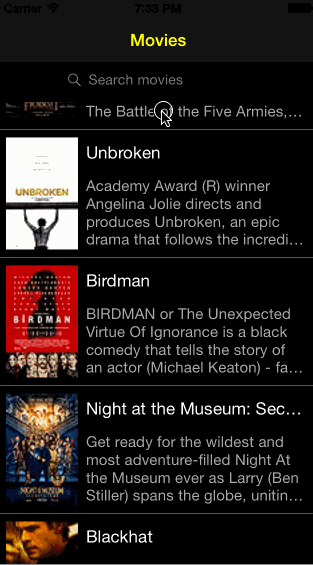 Carrier 7:33 PM
Movies
Search movies
The Battle of the Five Armies,...
Unbroken
UNBROKEN
Academy Award (R) winner
Angelina Jolie directs and
produces Unbroken, an epic
drama that follows the incredi...
Birdman
BIRDMAN
BIRDMAN or The Unexpected
Virtue Of Ignorance is a black
comedy that tells the story of
an actor (Michael Keaton) - fa...
Night at the Museum: Sec...
Get ready for the wildest and
most adventure-filled Night At
the Museum ever as Larry (Ben
Stiller) spans the globe, unitin...
Blackhat